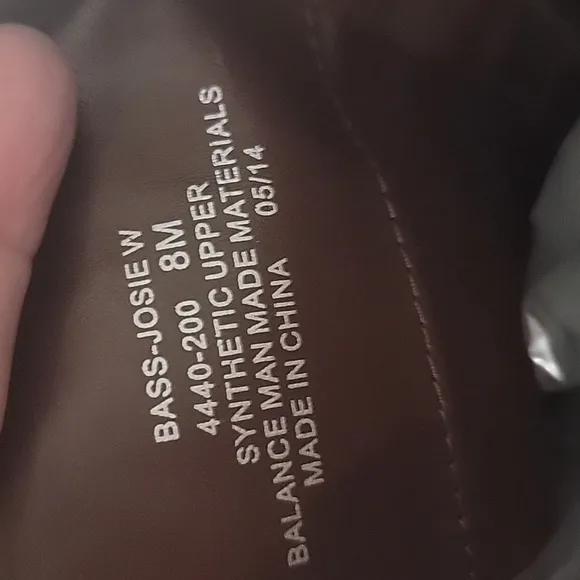 BASS-JOSIE W
4440-200 8M
SYNTHETIC UPPER
BALANCE MAN MADE MATERIALS
MADE IN CHINA 05/14